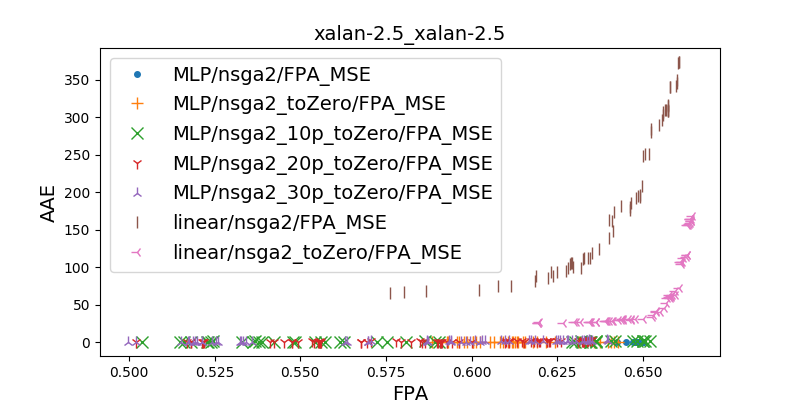 xalan-2.5_xalan-2.5
MLP/nsga2/FPA_MSE
MLP/nsga2_toZero/FPA_MSE
MLP/nsga2_10p_toZero/FPA_MSE
MLP/nsga2_20p_toZero/FPA_MSE
MLP/nsga2_30p_toZero/FPA_MSE
linear/nsga2/FPA_MSE
linear/nsga2_toZero/FPA_MSE
AAE
350
300
250
200
150
100
50
0
0.500 0.525 0.550 0.575 0.600 0.625 0.650
FPA